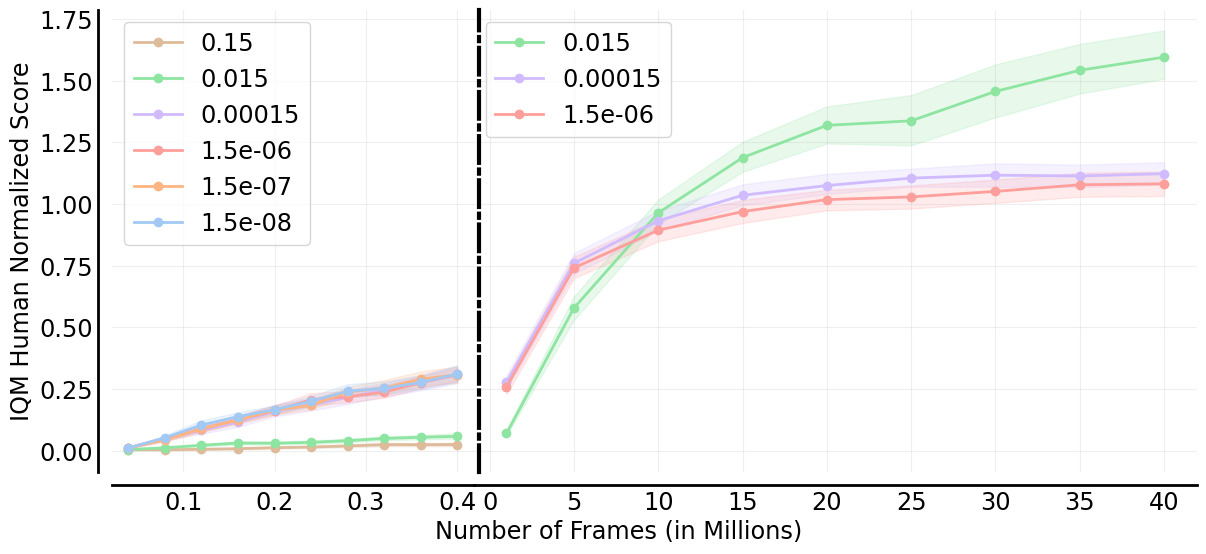 IQM Human Normalized Score
1.75
1.50
1.25
1.00
0.75
0.50
0.25
0.00
0.15
0.015
0.00015
1.5e-06
1.5e-07
1.5e-08
0.015
0.00015
1.5e-06
0.1 0.2 0.3 0.4 0 5 10 15 20 25 30 35 40
Number of Frames (in Millions)